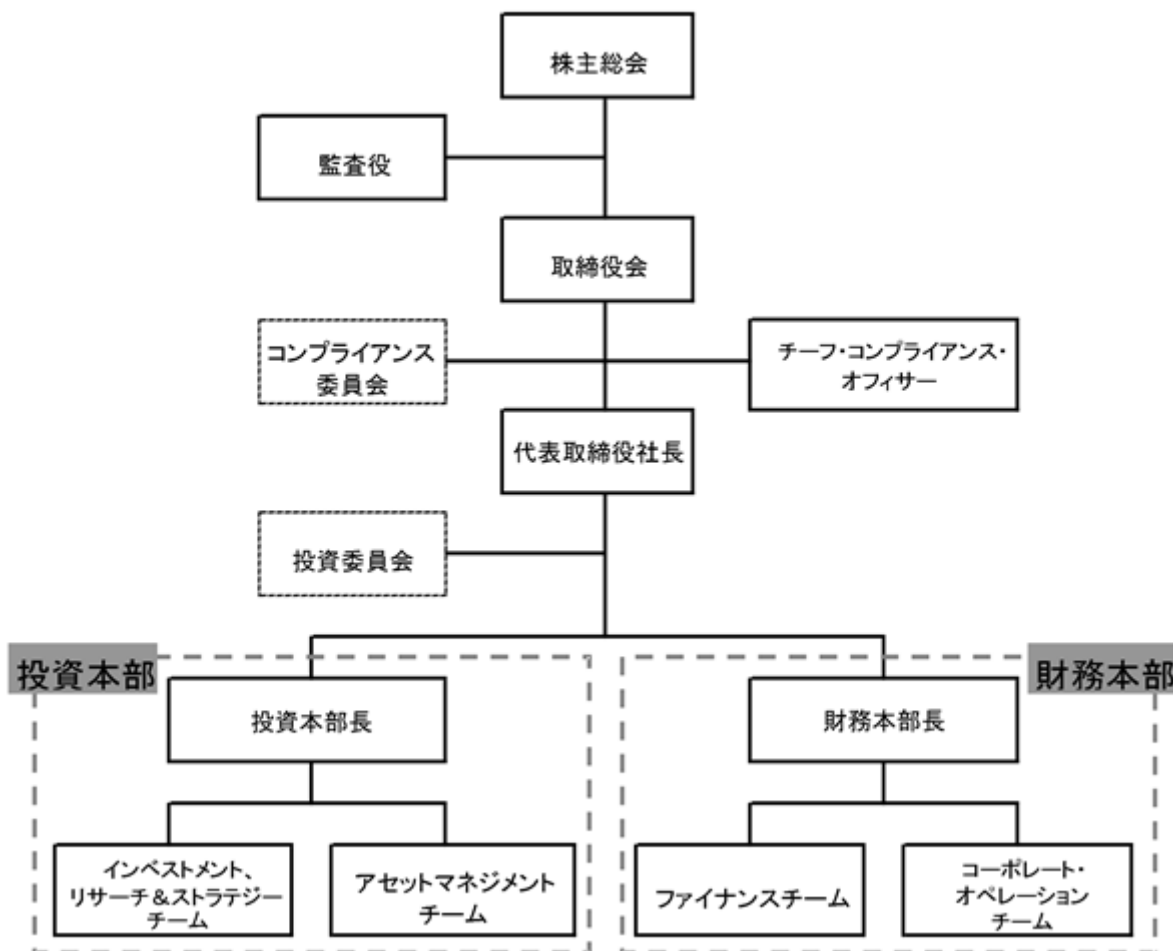 株主総会
監査役
取締役会
コンプライアンス
委員会
チーフ・コンプライアンス・
オフィサー
代表取締役社長
投資委員会
投資本部
財務本部
投資本部長
財務本部長
インベストメント、
リサーチ&ストラテジー
チーム
アセットマネジメント
チーム
ファイナンスチーム
コーポレート・
オペレーション
チーム